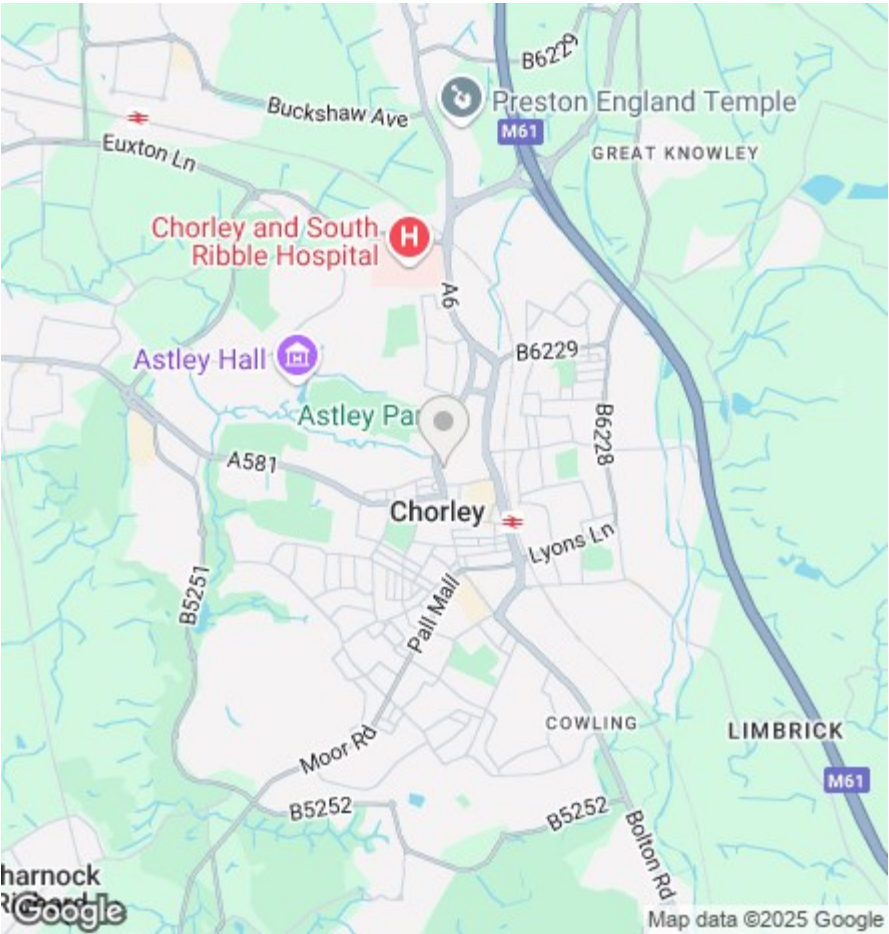 B6229
Buckshaw Ave
Preston England Temple
M61
Euxton Ln
GREAT KNOWLEY
Chorley and South
Ribble Hospital
H
A6
Astley Hall
B6229
Astley Par
B6228
A581
Chorley
Lyons Ln
B5251
Pall Mall
COWLING
LIMBRICK
Moor Rd
M61
B5252
B5252
Bolton Rd
harnock
Google
Map data ©2025 Google